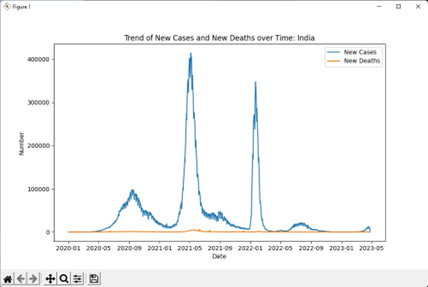 Figure 1
Trend of New Cases and New Deaths over Time: India
New Cases
New Deaths
400000
300000
200000
100000
0
Number
2020-01 2020-05 2020-09 2021-01 2021-05 2021-09 2022-01 2022-05 2022-09 2023-01 2023-05
Date